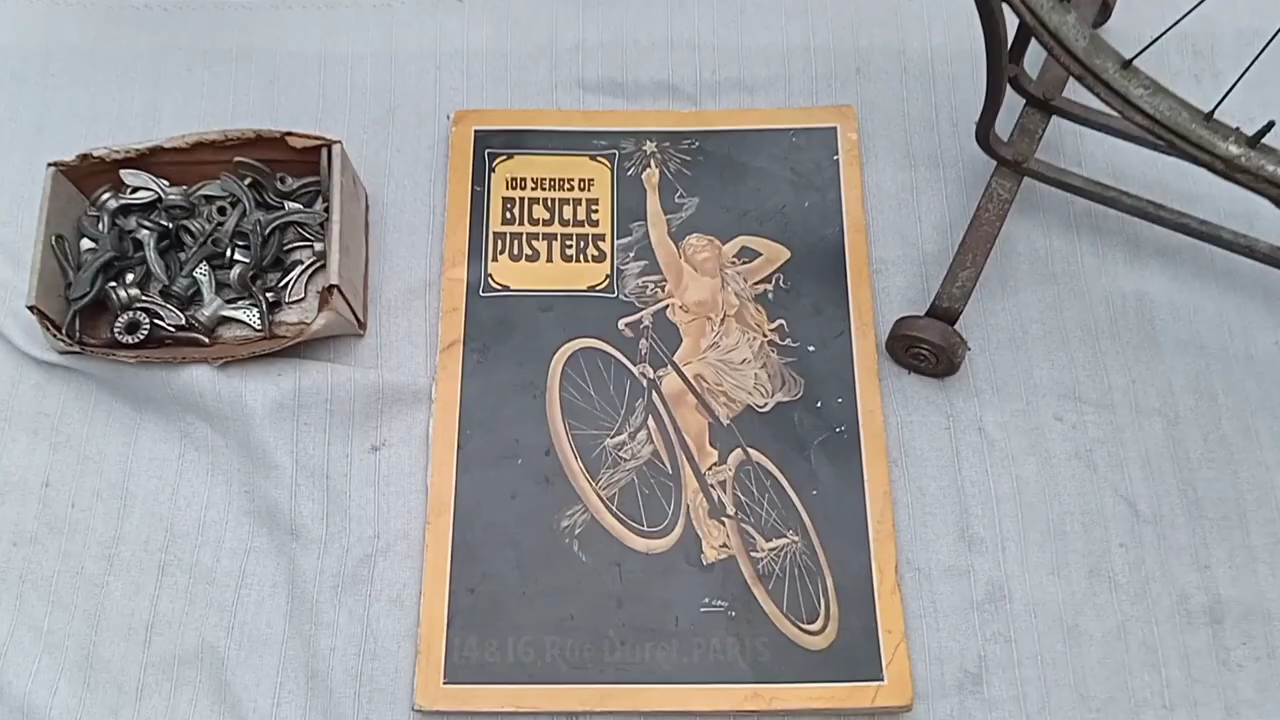 100 YEARS OF
BICYCLE
POSTERS
14 & 16, Rue Duret. PARIS